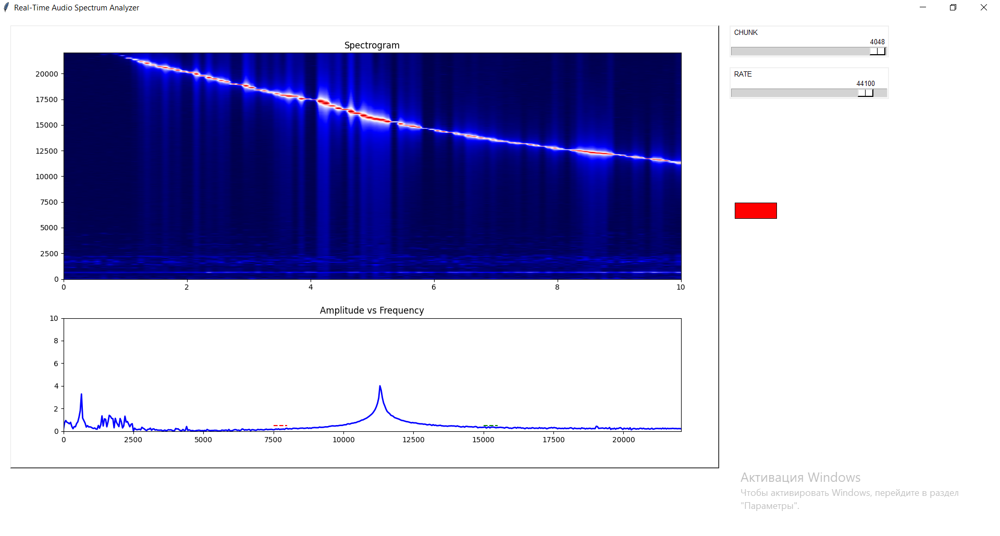 Real-Time Audio Spectrum Analyzer
Spectrogram
20000
17500
15000
12500
10000
7500
5000
2500
0
0 2 4 6 8 10
Amplitude vs Frequency
10
8
6
4
2
0
0 2500 5000 7500 10000 12500 15000 17500 20000
CHUNK
4048
RATE
44100
Активация Windows
Чтобы активировать Windows, перейдите в раздел
"Параметры".